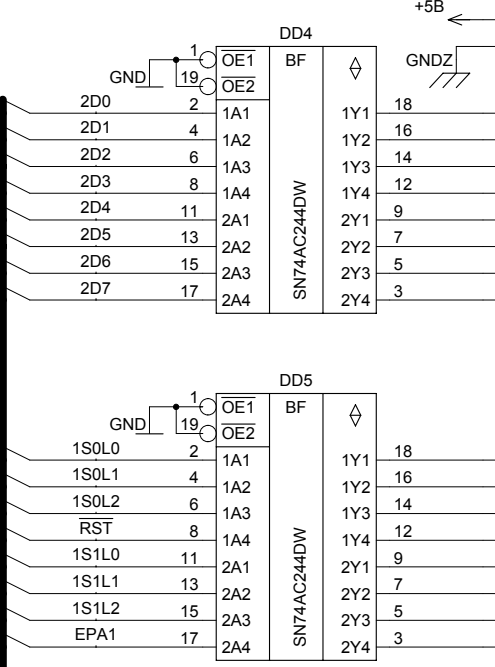 +5B
DD4
1 OE1 BF GNDZ
GND 19 OE2
2D0 2 1A1 1Y1 18
2D1 4 1A2 1Y2 16
2D2 6 1A3 1Y3 14
2D3 8 1A4 1Y4 12
2D4 11 2A1 2Y1 9
2D5 13 2A2 2Y2 7
2D6 15 2A3 2Y3 5
2D7 17 2A4 2Y4 3
SN74AC244DW
DD5
1 OE1 BF
GND 19 OE2
1S0L0 2 1A1 1Y1 18
1S0L1 4 1A2 1Y2 16
1S0L2 6 1A3 1Y3 14
RST 8 1A4 1Y4 12
1S1L0 11 2A1 2Y1 9
1S1L1 13 2A2 2Y2 7
1S1L2 15 2A3 2Y3 5
EPA1 17 2A4 2Y4 3
SN74AC244DW